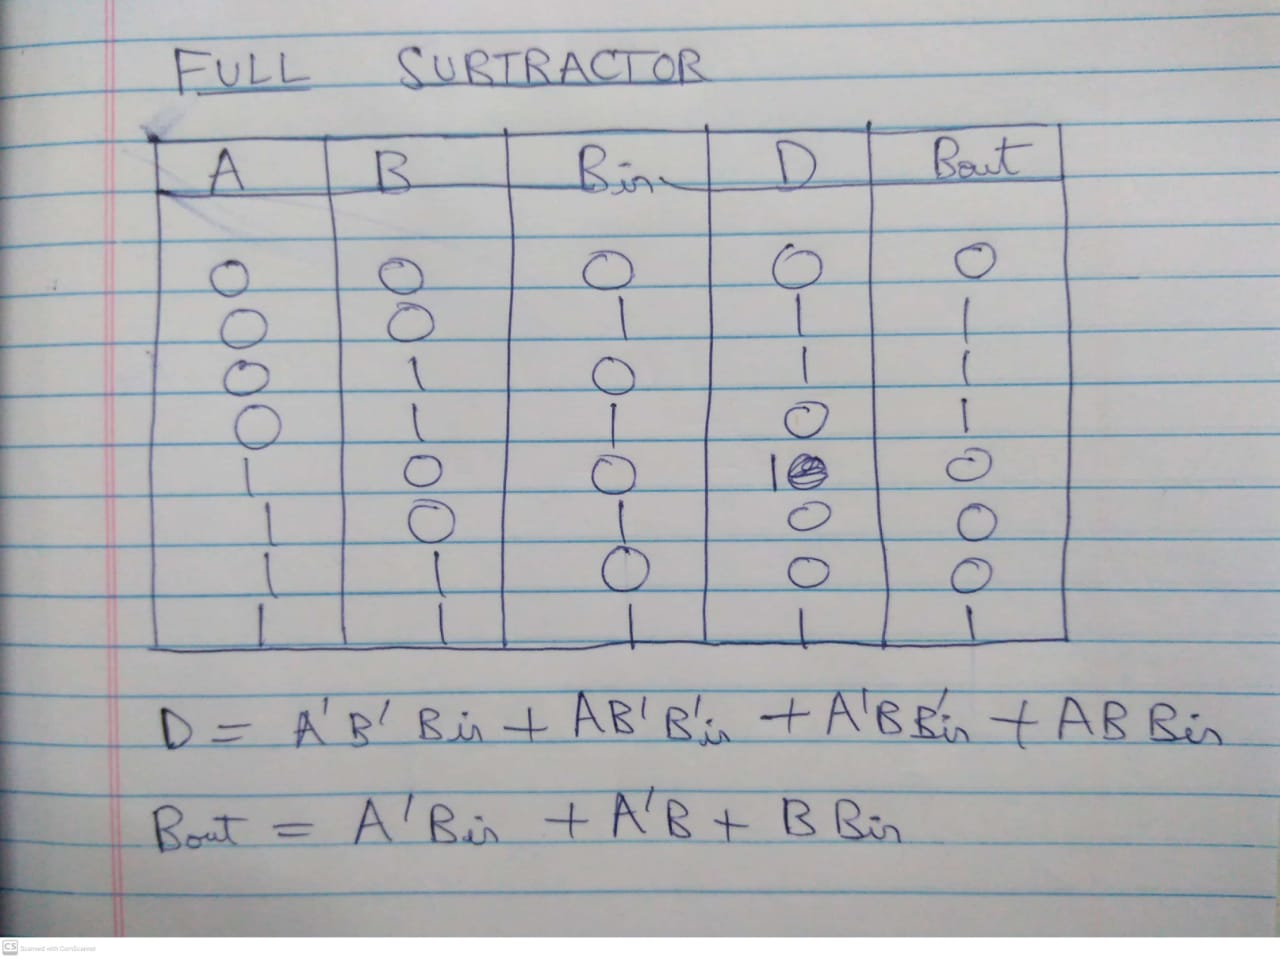 FULL SUBTRACTOR
A B Bin D Bout
0 0 0 0 0
0 0 1 1 1
0 1 0 1 1
0 1 1 0 1
1 0 0 1 0
1 0 1 0 0
1 1 0 0 0
1 1 1 1 1
D = A'B' Bin + AB'B'in + A'BB'in + AB Bin
Bout = A'Bin + A'B + B Bin
CS Scanned with CamScanner